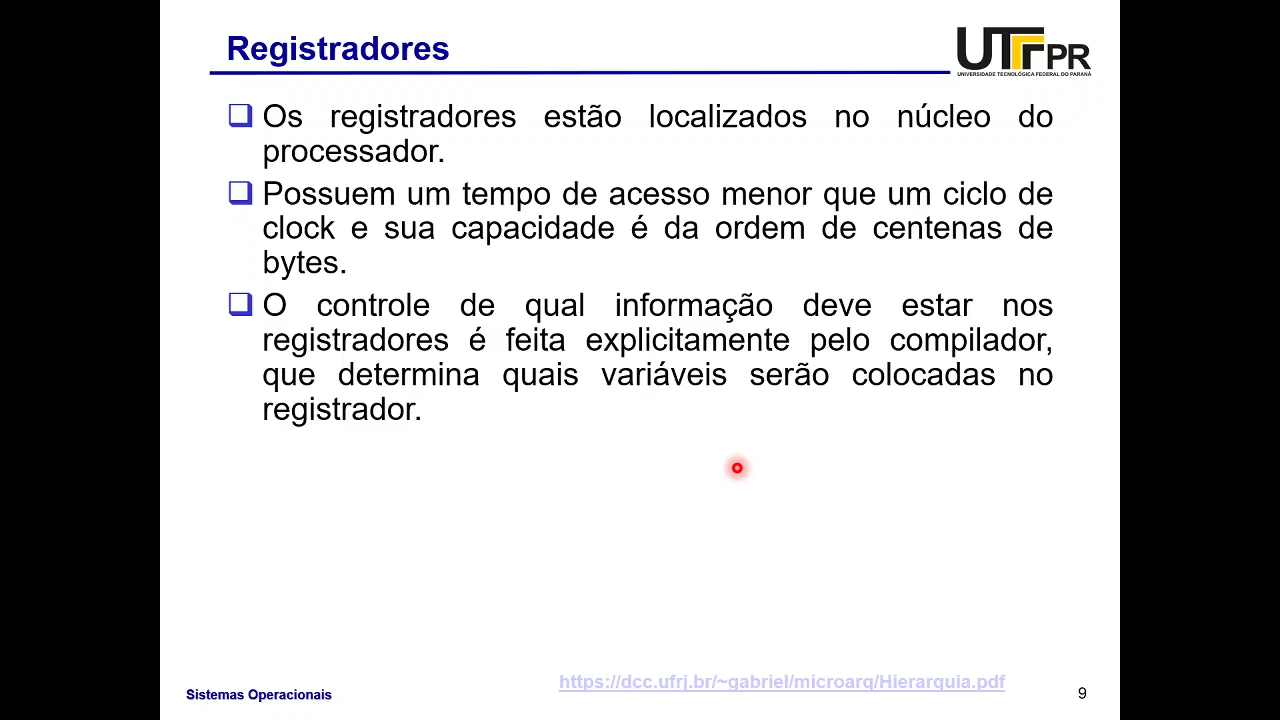 Registradores
UTFPR
UNIVERSIDADE TECNOLÓGICA FEDERAL DO PARANÁ
Os registradores estão localizados no núcleo do
processador.
Possuem um tempo de acesso menor que um ciclo de
clock e sua capacidade é da ordem de centenas de
bytes.
O controle de qual informação deve estar nos
registradores é feita explicitamente pelo compilador,
que determina quais variáveis serão colocadas no
registrador.
https://dcc.ufrj.br/~gabriel/microarq/Hierarquia.pdf
Sistemas Operacionais
9